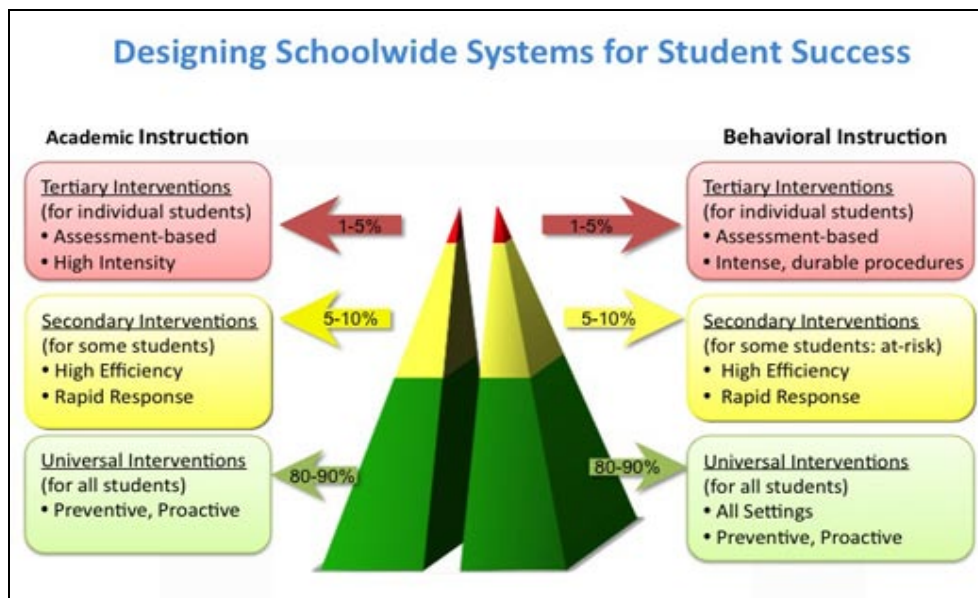 Designing Schoolwide Systems for Student Success
Academic Instruction
Tertiary Interventions
(for individual students)
• Assessment-based
• High Intensity
1-5%
Secondary Interventions
(for some students)
• High Efficiency
• Rapid Response
5-10%
Universal Interventions
(for all students)
• Preventive, Proactive
80-90%
Behavioral Instruction
1-5%
Tertiary Interventions
(for individual students)
• Assessment-based
• Intense, durable procedures
5-10%
Secondary Interventions
(for some students: at-risk)
• High Efficiency
• Rapid Response
80-90%
Universal Interventions
(for all students)
• All Settings
• Preventive, Proactive